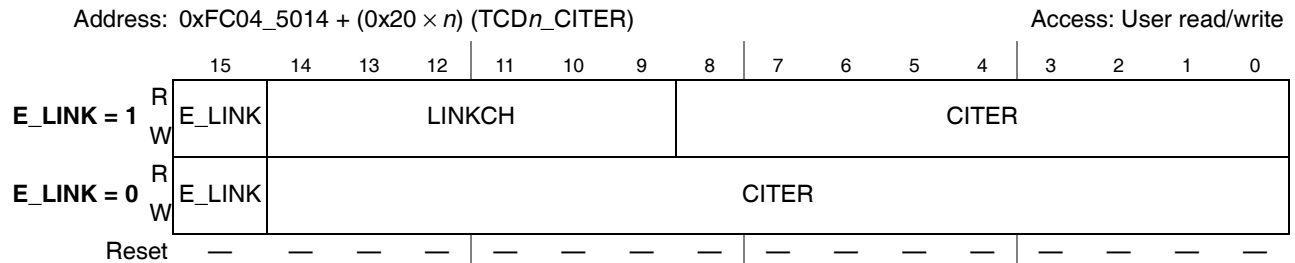 Address: 0xFC04_5014 + (0x20 × n) (TCDn_CITER) Access: User read/write
15 14 13 12 11 10 9 8 7 6 5 4 3 2 1 0
E_LINK = 1 R W E_LINK LINKCH CITER
E_LINK = 0 R W E_LINK CITER
Reset — — — — — — — — — — — — — — — —